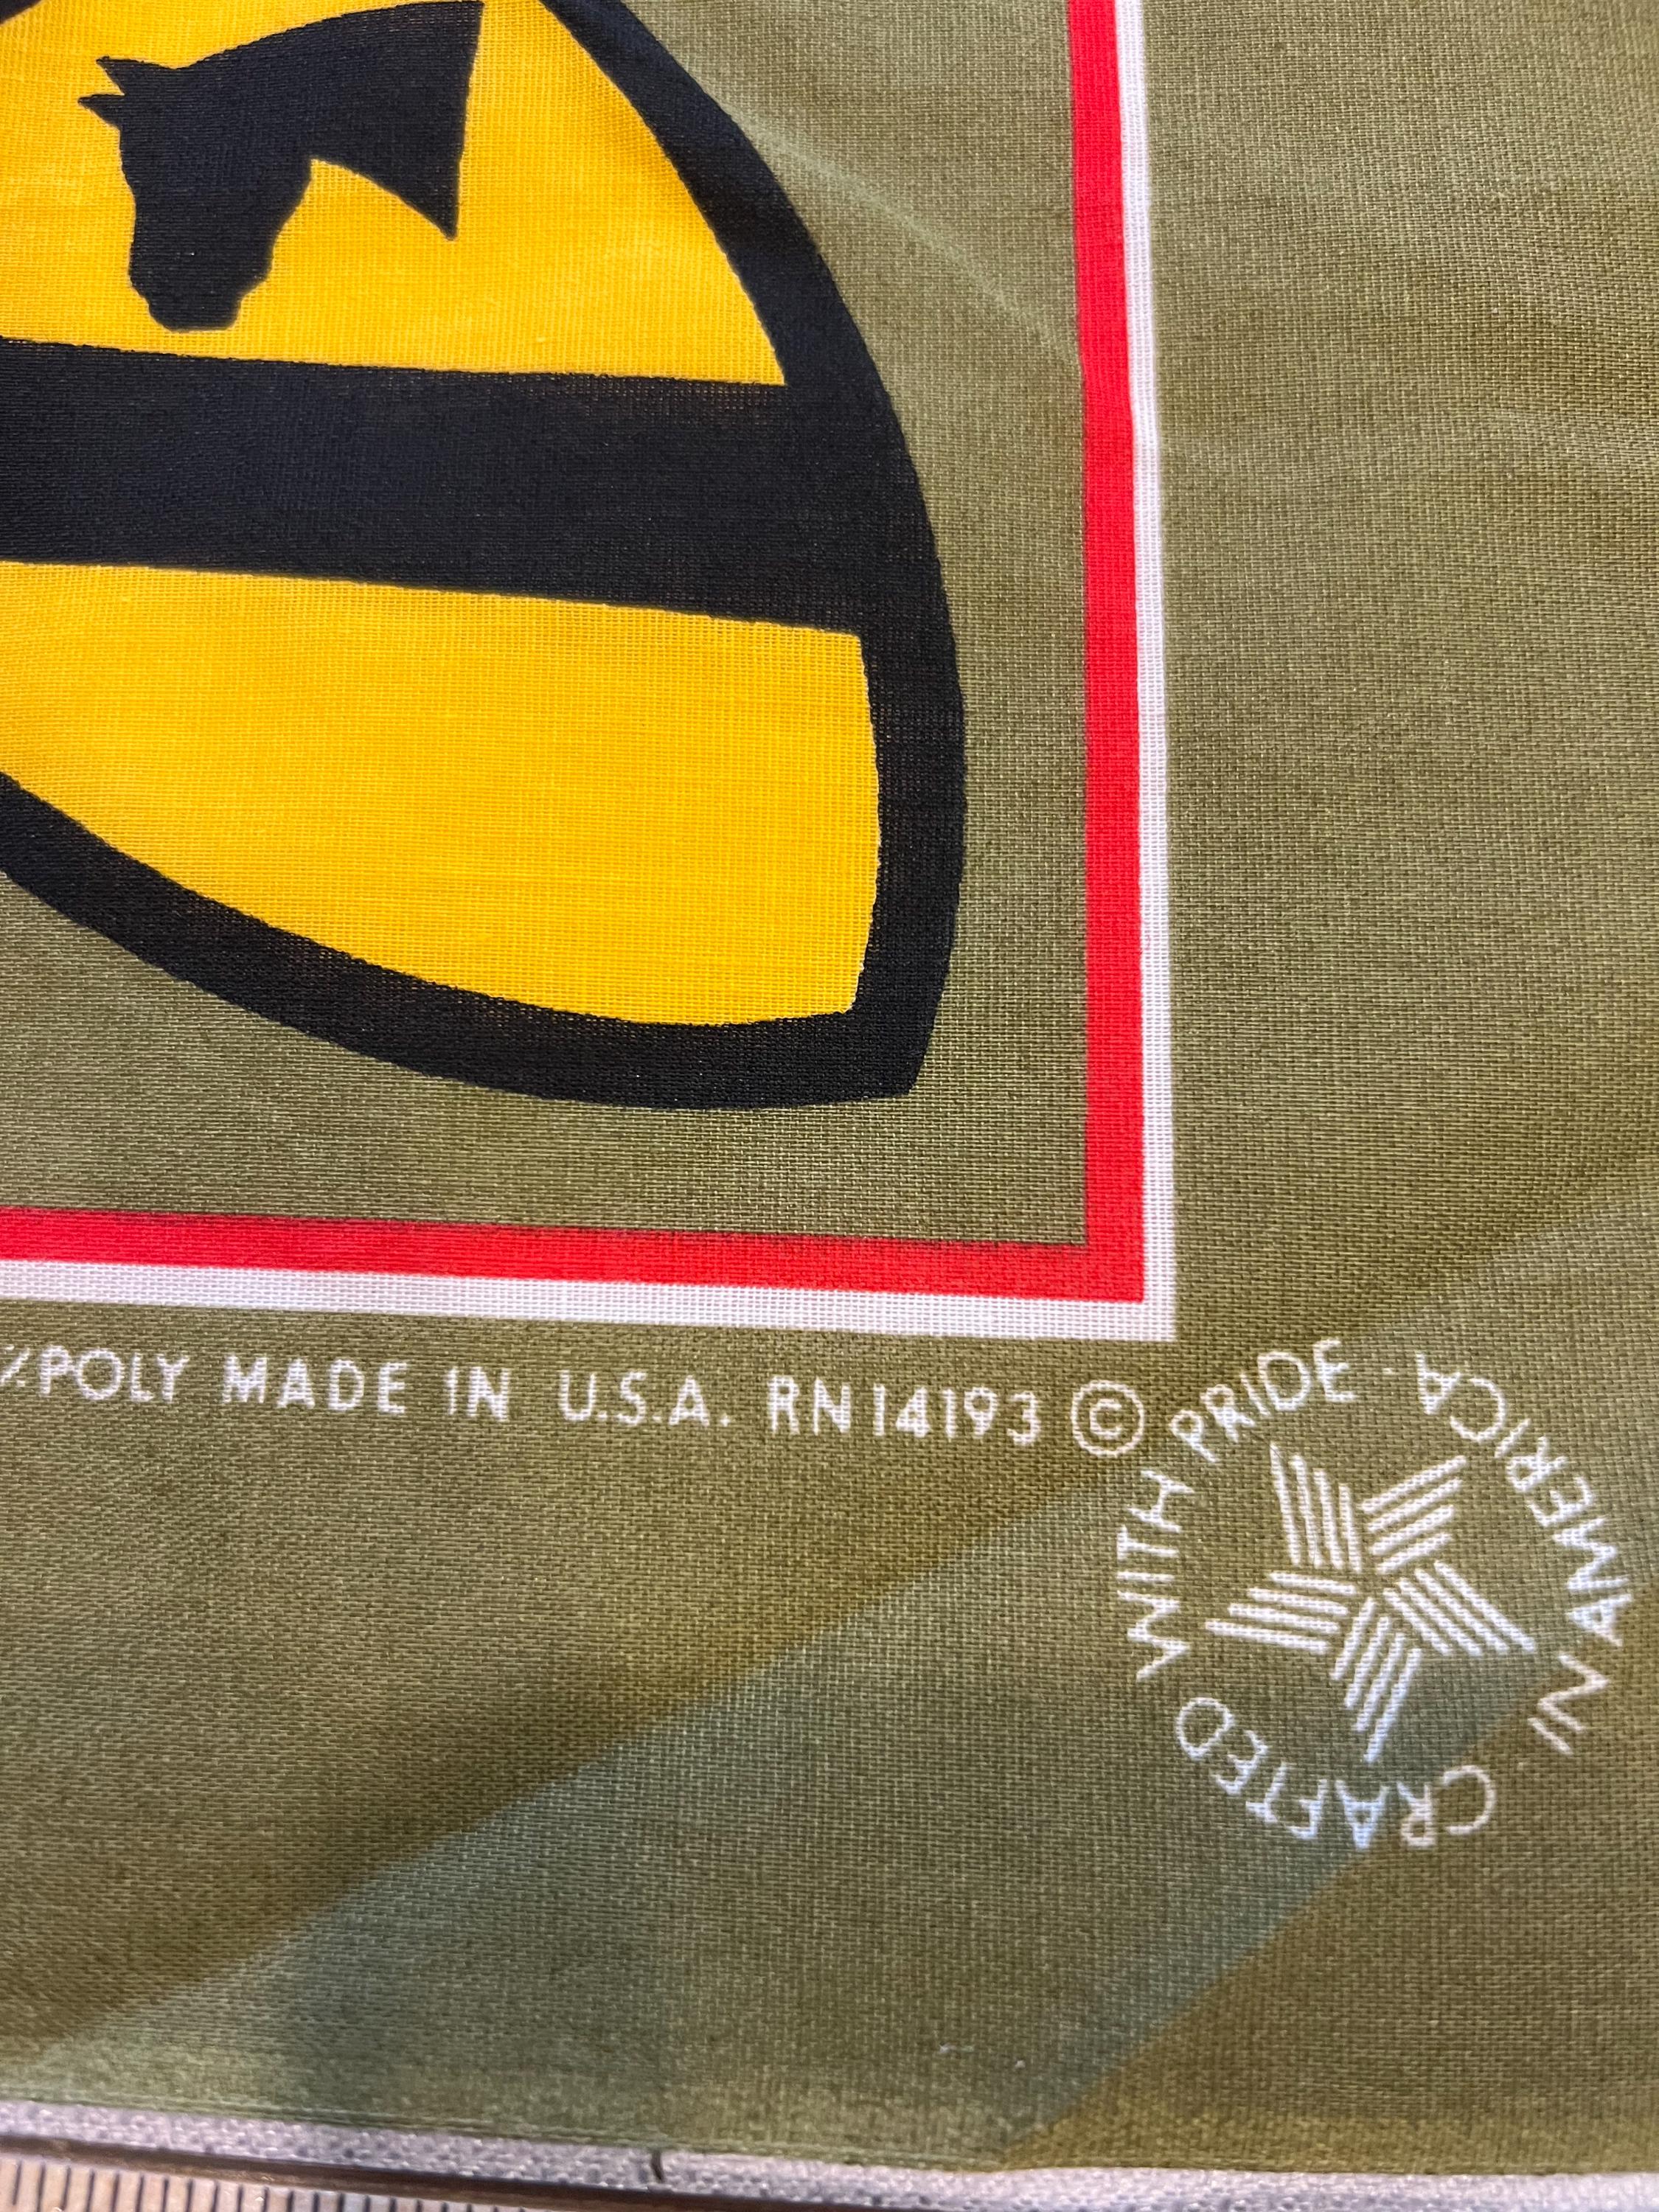 %POLY MADE IN U.S.A. RN14193 ©
CRAFTED WITH PRIDE · IN AMERICA